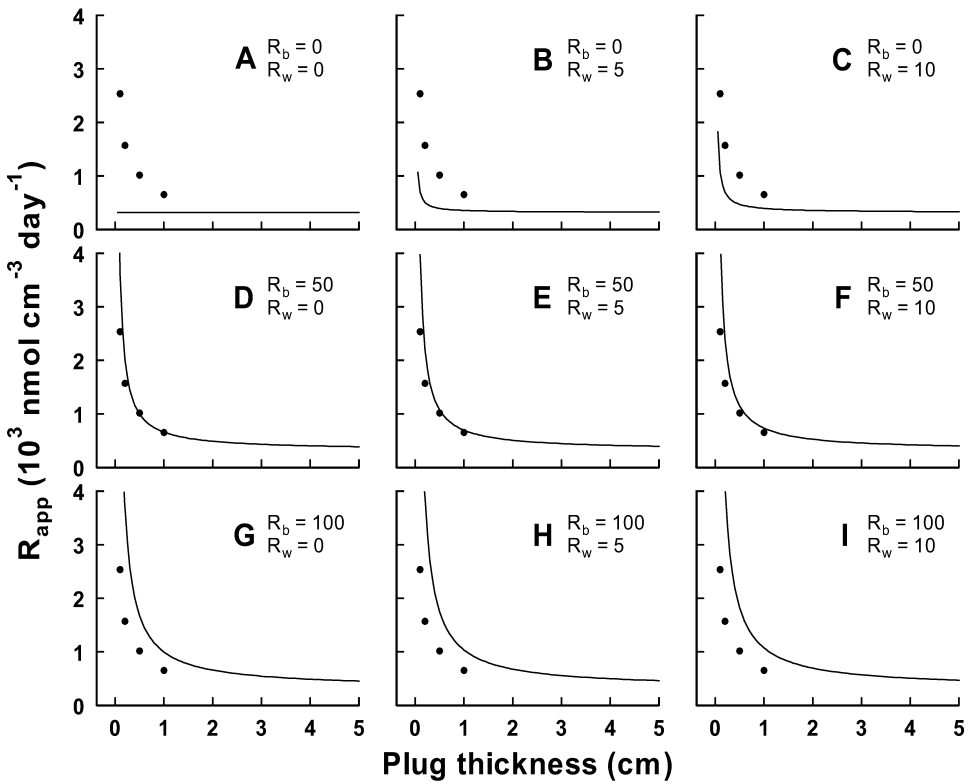 R_app (10³ nmol cm⁻³ day⁻¹)
4
3
2
1
0
A
R_b = 0
R_w = 0
B
R_b = 0
R_w = 5
C
R_b = 0
R_w = 10
4
3
2
1
0
D
R_b = 50
R_w = 0
E
R_b = 50
R_w = 5
F
R_b = 50
R_w = 10
4
3
2
1
0
G
R_b = 100
R_w = 0
H
R_b = 100
R_w = 5
I
R_b = 100
R_w = 10
0 1 2 3 4 5
0 1 2 3 4 5
0 1 2 3 4 5
Plug thickness (cm)